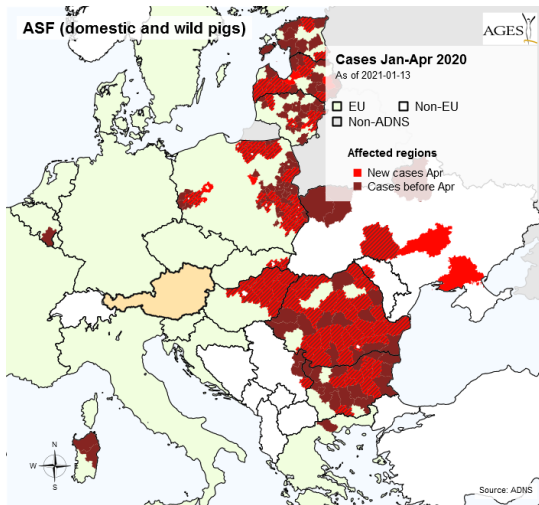 ASF (domestic and wild pigs)
AGES
Cases Jan-Apr 2020
As of 2021-01-13
EU
Non-EU
Non-ADNS
Affected regions
New cases Apr
Cases before Apr
N
W
E
S
Source: ADNS